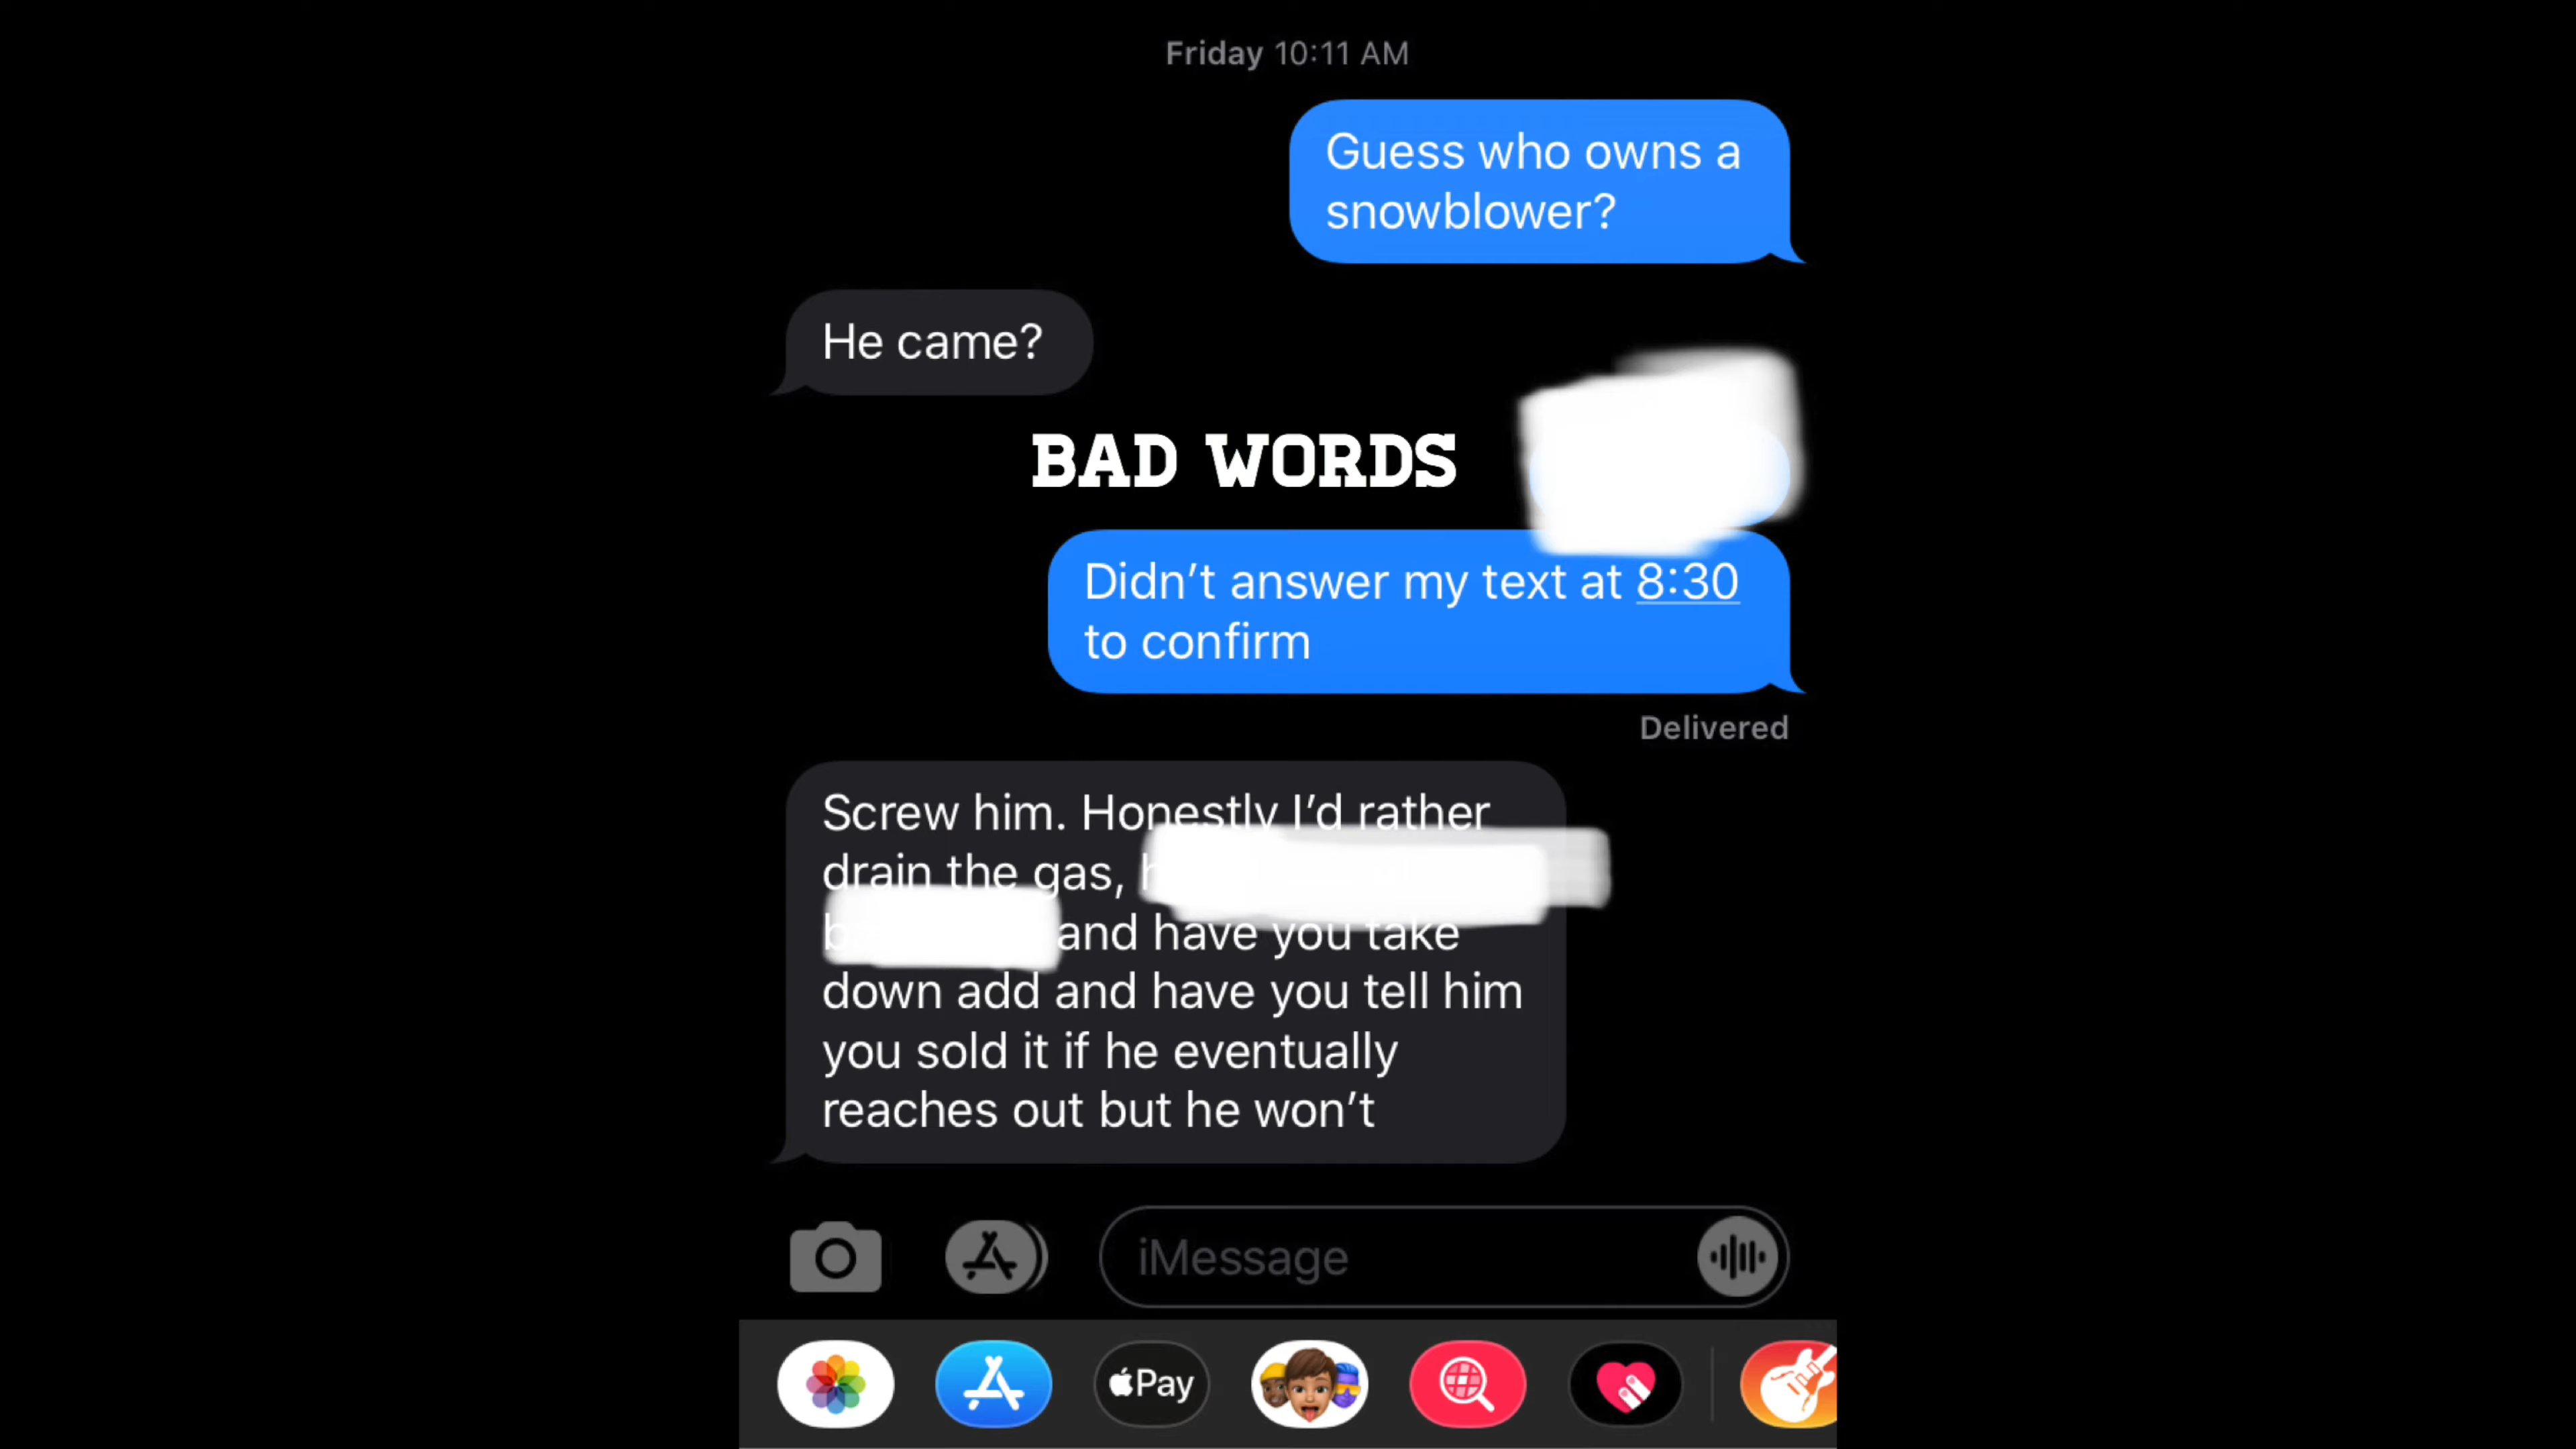 Friday 10:11 AM
Guess who owns a
snowblower?
He came?
BAD WORDS
Didn't answer my text at 8:30
to confirm
Delivered
Screw him. Honestly I'd rather
drain the gas,
and have you take
down add and have you tell him
you sold it if he eventually
reaches out but he won't
iMessage
Pay